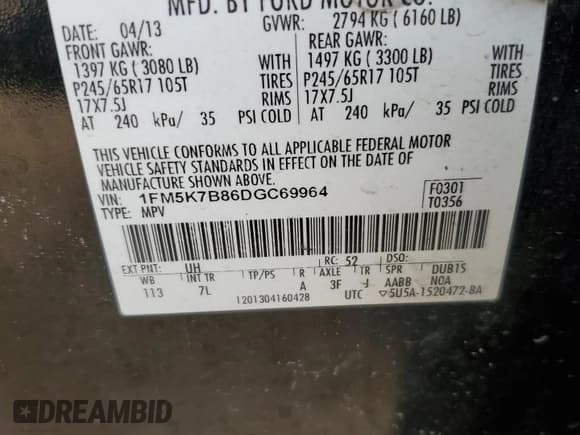 MFD. BY FORD MOTOR CO.
DATE: 04/13 GVWR: 2794 KG ( 6160 LB)
FRONT GAWR: REAR GAWR:
1397 KG ( 3080 LB) 1497 KG ( 3300 LB)
P245/65R17 105T TIRES P245/65R17 105T TIRES
17X7.5J RIMS 17X7.5J RIMS
AT 240 kPa/ 35 PSI COLD AT 240 kPa/ 35 PSI COLD
THIS VEHICLE CONFORMS TO ALL APPLICABLE FEDERAL MOTOR
VEHICLE SAFETY STANDARDS IN EFFECT ON THE DATE OF
MANUFACTURE SHOWN ABOVE.
VIN: 1FM5K7B86DGC69964 F0301
TYPE: MPV T0356
EXT PNT: UH RC: 52 DSO:
WB INT TR TP/PS R AXLE TR SPR DUB15
113 7L A 3F J AABB N0A
1201304160428 UTC ▽5U5A-1520472-BA
DREAMBID